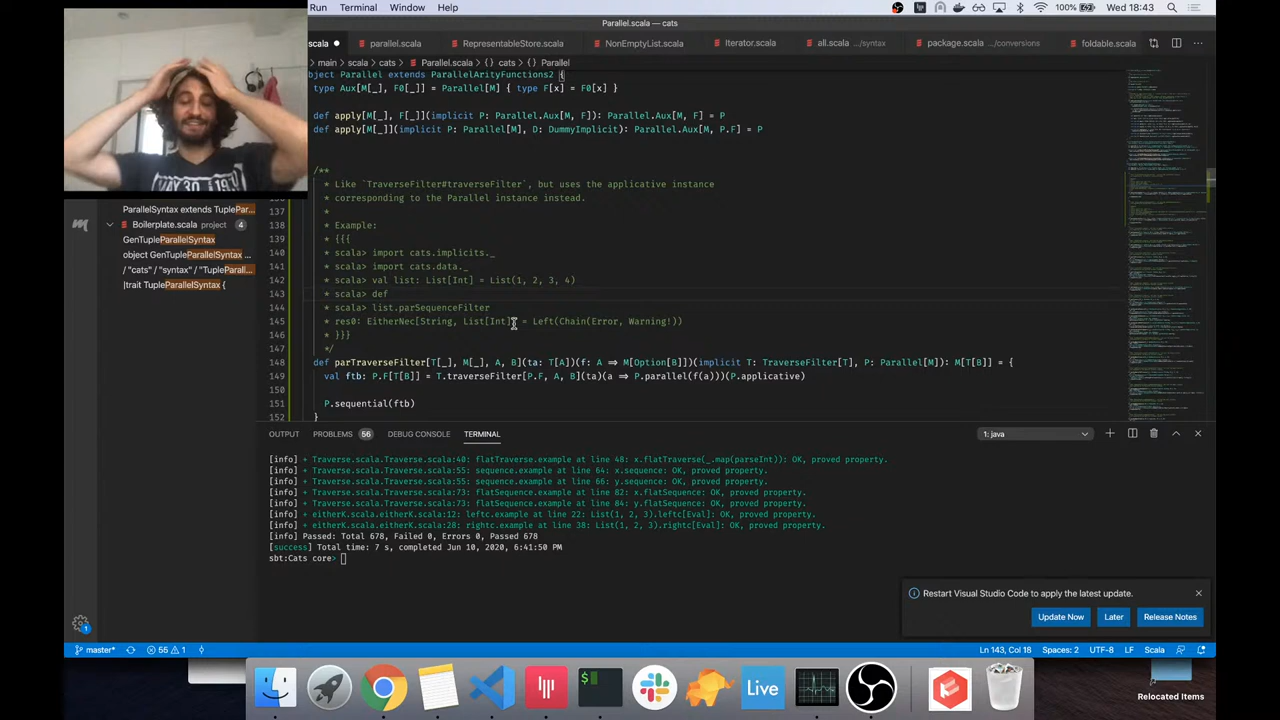 Run Terminal Window Help
100% Wed 18:43
Parallel.scala — cats
scala
parallel.scala
RepresentableStore.scala
NonEmptyList.scala
Iterator.scala
all.scala …/syntax
package.scala …/conversions
foldable.scala
main > scala > cats > Parallel.scala > {} cats > Parallel
object Parallel extends ParallelArityFunctions2 {
type Aux[M[_], F0[_]] = Parallel[M] { type F[x] = F0[x] }
P: Parallel.Aux[M, F]): Parallel.Aux[M, F] = P
def apply[M[_]](implicit P: Parallel[M], D: DummyImplicit): Parallel.Aux[M, P.F] = P
/**
* Like `TraverseFilter#traverseFilter`, but uses the applicative instance
136 * corresponding to the Parallel instance instead.
137 *
138 * Example:
139 * {{{
140 * scala> import cats.implicits._
141 * scala> import cats.data._
142 * scala> val list: List[Int] = List(1, 2, 3, 4)
143 * scala> def
144 * scala> list.parSequenceFilter
145 * res0: EitherNec[String, List[Int]] = Left(Chain(Error, Warning!))
146 * }}}
147 */
148 A, B](ta: T[A])(f: A ⇒ M[Option[B]])(implicit T: TraverseFilter[T], P: Parallel[M]): M[T[B]] = {
149 val ftb: P.F[T[B]] = T.traverseFilter[P.F, A, B](ta)(a ⇒ P.parallel(f(a)))(P.applicative)
150
151 P.sequential(ftb)
152 }
ParallelSyntax extends TuplePar...
Boilerplate.scala project 4
GenTupleParallelSyntax
object GenTupleParallelSyntax ...
/ "cats" / "syntax" / "TupleParall...
|trait TupleParallelSyntax {
OUTPUT PROBLEMS 56 DEBUG CONSOLE TERMINAL
1: java
[info] + Traverse.scala.Traverse.scala:40: flatTraverse.example at line 48: x.flatTraverse(_.map(parseInt)): OK, proved property.
[info] + Traverse.scala.Traverse.scala:55: sequence.example at line 64: x.sequence: OK, proved property.
[info] + Traverse.scala.Traverse.scala:55: sequence.example at line 66: y.sequence: OK, proved property.
[info] + Traverse.scala.Traverse.scala:73: flatSequence.example at line 82: x.flatSequence: OK, proved property.
[info] + Traverse.scala.Traverse.scala:73: flatSequence.example at line 84: y.flatSequence: OK, proved property.
[info] + eitherK.scala.eitherK.scala:12: leftc.example at line 22: List(1, 2, 3).leftc[Eval]: OK, proved property.
[info] + eitherK.scala.eitherK.scala:28: rightc.example at line 38: List(1, 2, 3).rightc[Eval]: OK, proved property.
[info] Passed: Total 678, Failed 0, Errors 0, Passed 678
[success] Total time: 7 s, completed Jun 10, 2020, 6:41:50 PM
sbt:Cats core>
Restart Visual Studio Code to apply the latest update.
Update Now
Later
Release Notes
1
master*
55 1
Ln 143, Col 18 Spaces: 2 UTF-8 LF Scala
Live
Relocated Items